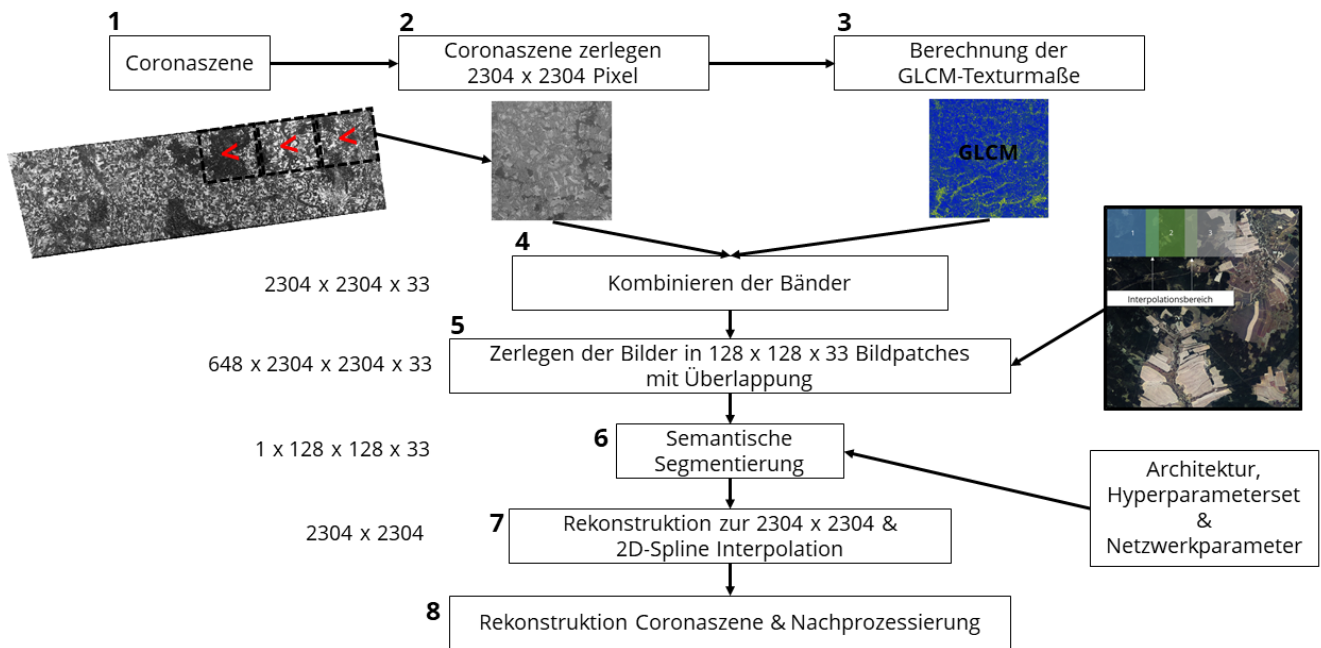 1
Coronaszene
2
Coronaszene zerlegen
2304 x 2304 Pixel
3
Berechnung der
GLCM-Texturmaße
<
<
<
GLCM
1
2
3
Interpolationsbereich
4
2304 x 2304 x 33
Kombinieren der Bänder
5
648 x 2304 x 2304 x 33
Zerlegen der Bilder in 128 x 128 x 33 Bildpatches
mit Überlappung
6
1 x 128 x 128 x 33
Semantische
Segmentierung
Architektur,
Hyperparameterset
&
Netzwerkparameter
7
2304 x 2304
Rekonstruktion zur 2304 x 2304 &
2D-Spline Interpolation
8
Rekonstruktion Coronaszene & Nachprozessierung